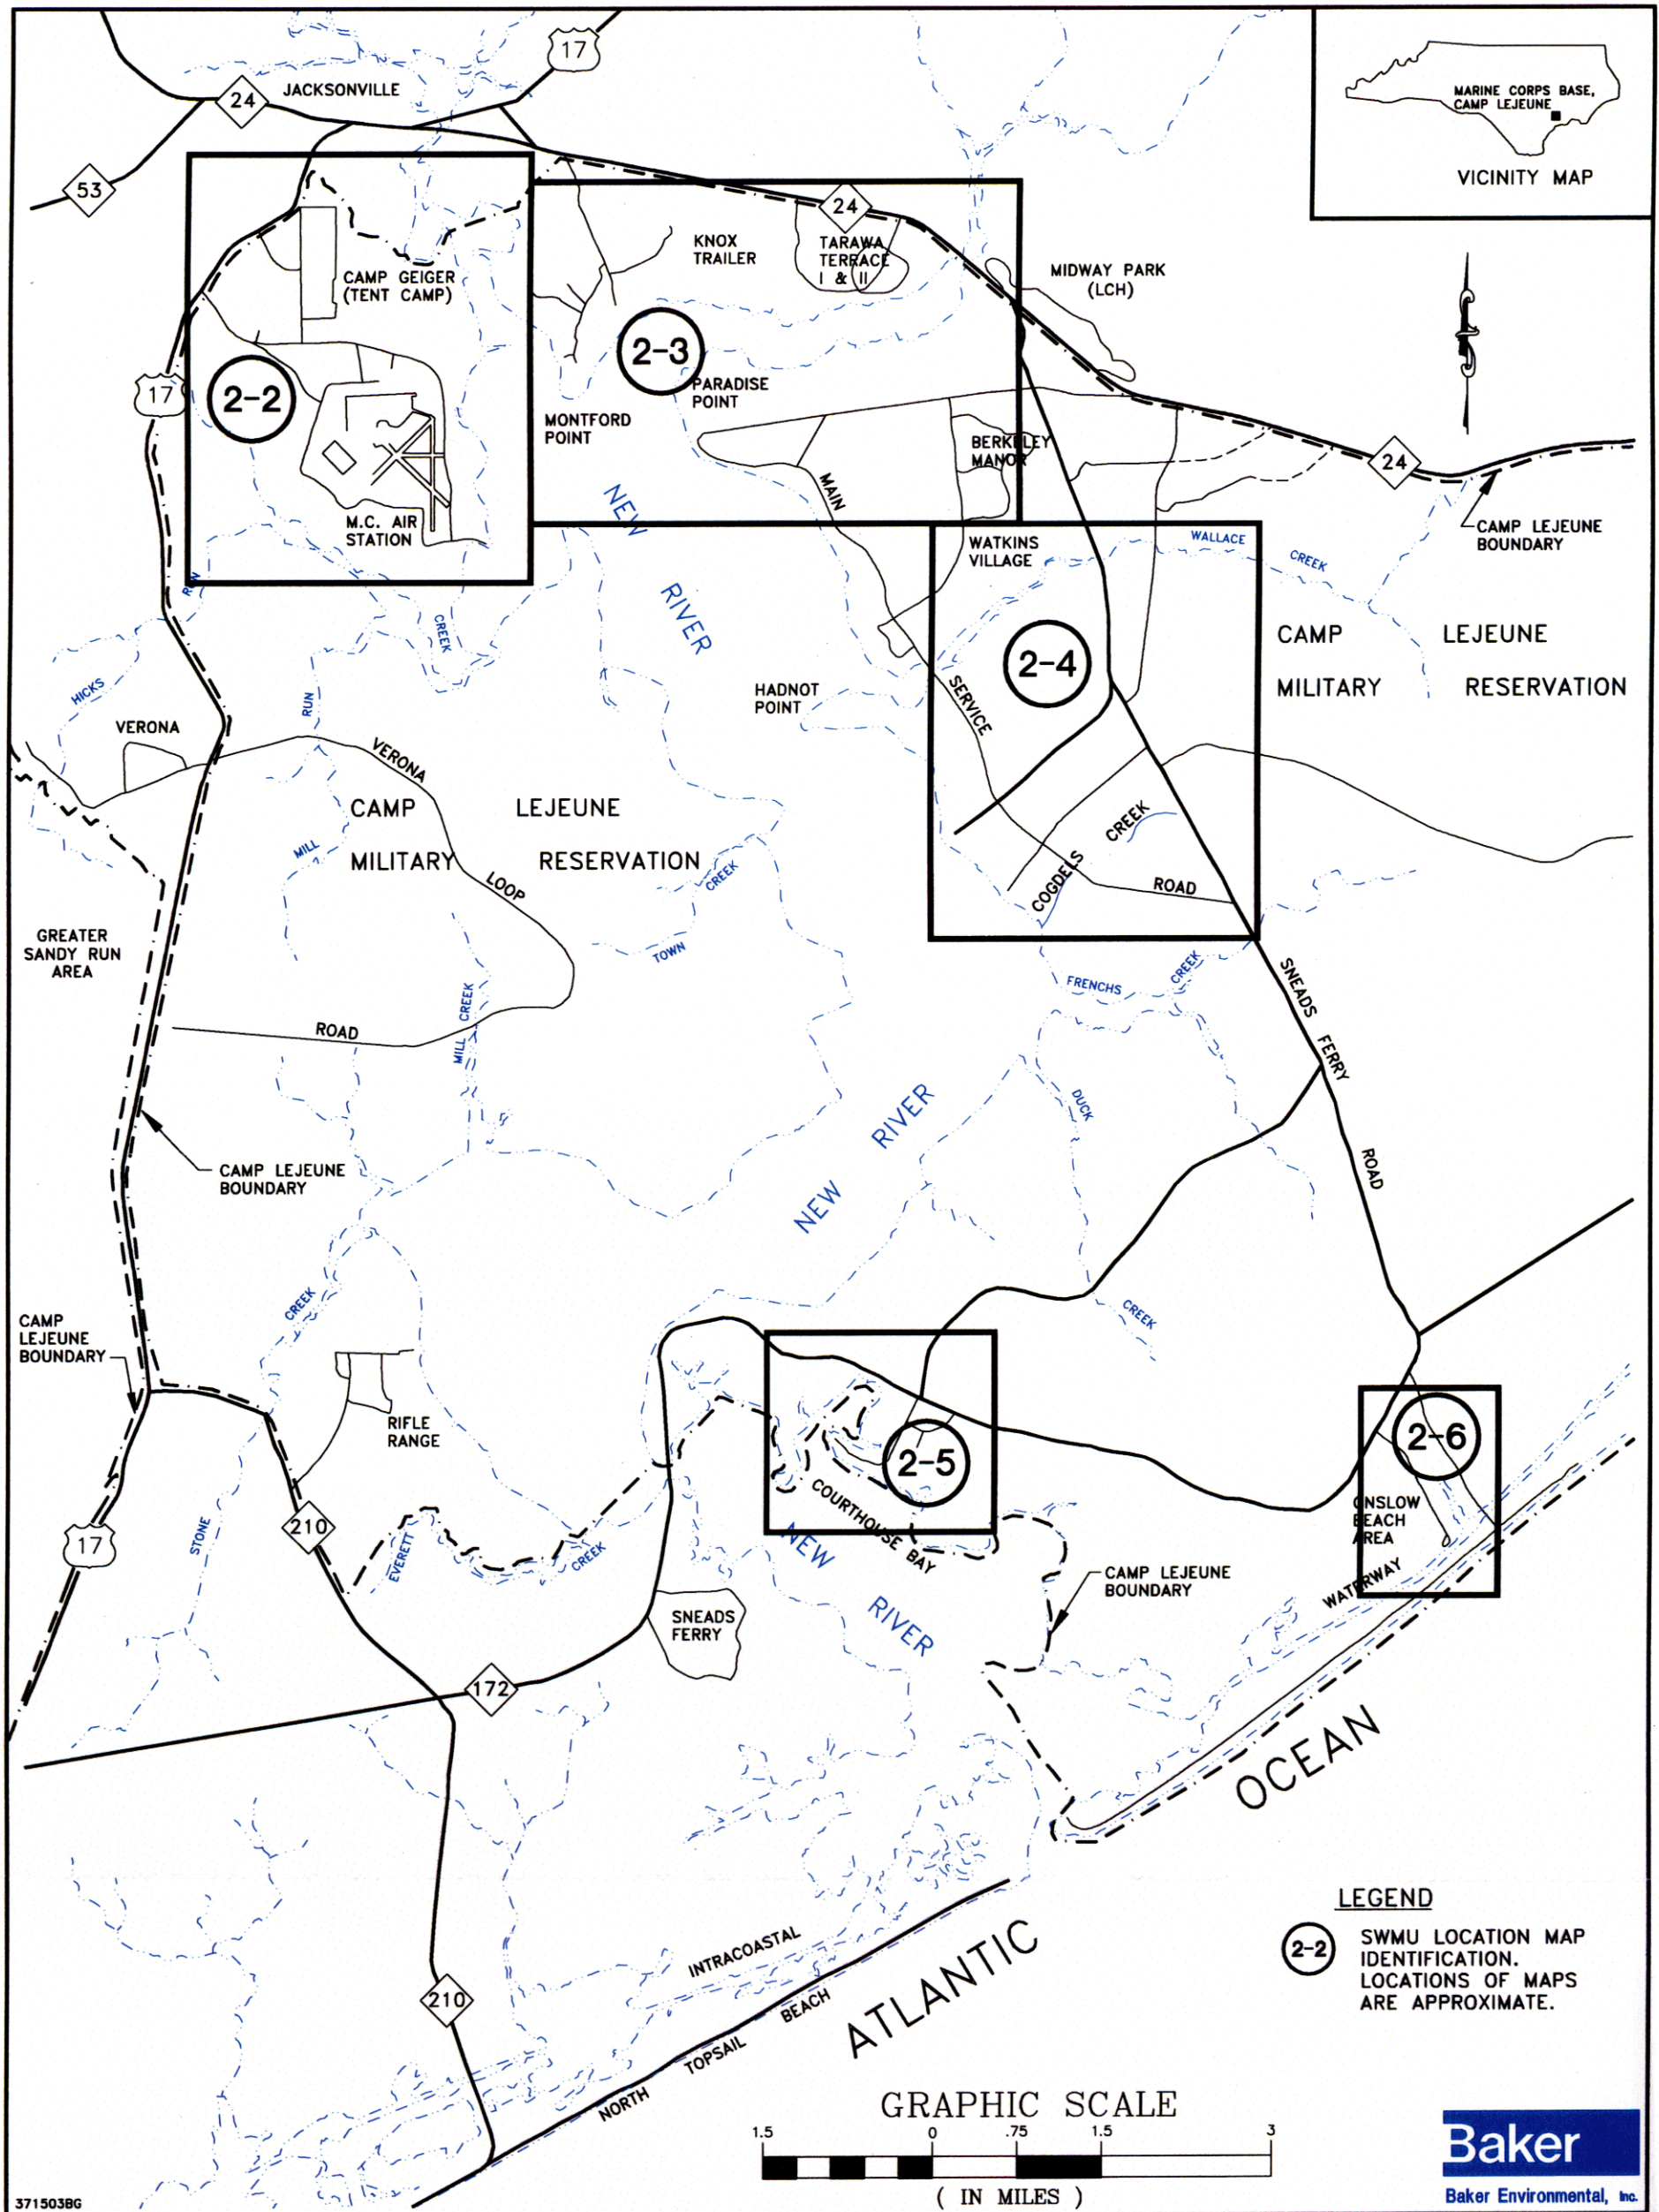 17
JACKSONVILLE
24
53
MARINE CORPS BASE,
CAMP LEJEUNE
VICINITY MAP
24
KNOX
TRAILER
TARAWA
TERRACE
I & II
MIDWAY PARK
(LCH)
CAMP GEIGER
(TENT CAMP)
2-3
17
2-2
PARADISE
POINT
MONTFORD
POINT
BERKELEY
MANOR
24
MAIN
NEW
RIVER
M.C. AIR
STATION
CAMP LEJEUNE
BOUNDARY
WATKINS
VILLAGE
WALLACE
CREEK
RUN
CREEK
HICKS
RUN
2-4
CAMP LEJEUNE
MILITARY RESERVATION
HADNOT
POINT
SERVICE
VERONA
VERONA
CAMP LEJEUNE
MILITARY RESERVATION
MILL
LOOP
CREEK
TOWN
CREEK
COGDELS
ROAD
GREATER
SANDY RUN
AREA
FRENCHS
CREEK
SNEADS
FERRY
ROAD
MILL CREEK
ROAD
DUCK
RIVER
NEW
CAMP LEJEUNE
BOUNDARY
ROAD
CREEK
CREEK
CAMP
LEJEUNE
BOUNDARY
RIFLE
RANGE
2-5
2-6
COURTHOUSE BAY
ONSLOW
BEACH
AREA
17
210
STONE
EVERETT
CREEK
NEW
RIVER
CAMP LEJEUNE
BOUNDARY
WATERWAY
SNEADS
FERRY
172
OCEAN
LEGEND
2-2
SWMU LOCATION MAP
IDENTIFICATION.
LOCATIONS OF MAPS
ARE APPROXIMATE.
INTRACOASTAL
ATLANTIC
210
NORTH TOPSAIL BEACH
GRAPHIC SCALE
1.5 0 .75 1.5 3
( IN MILES )
Baker
Baker Environmental, Inc.
371503BG